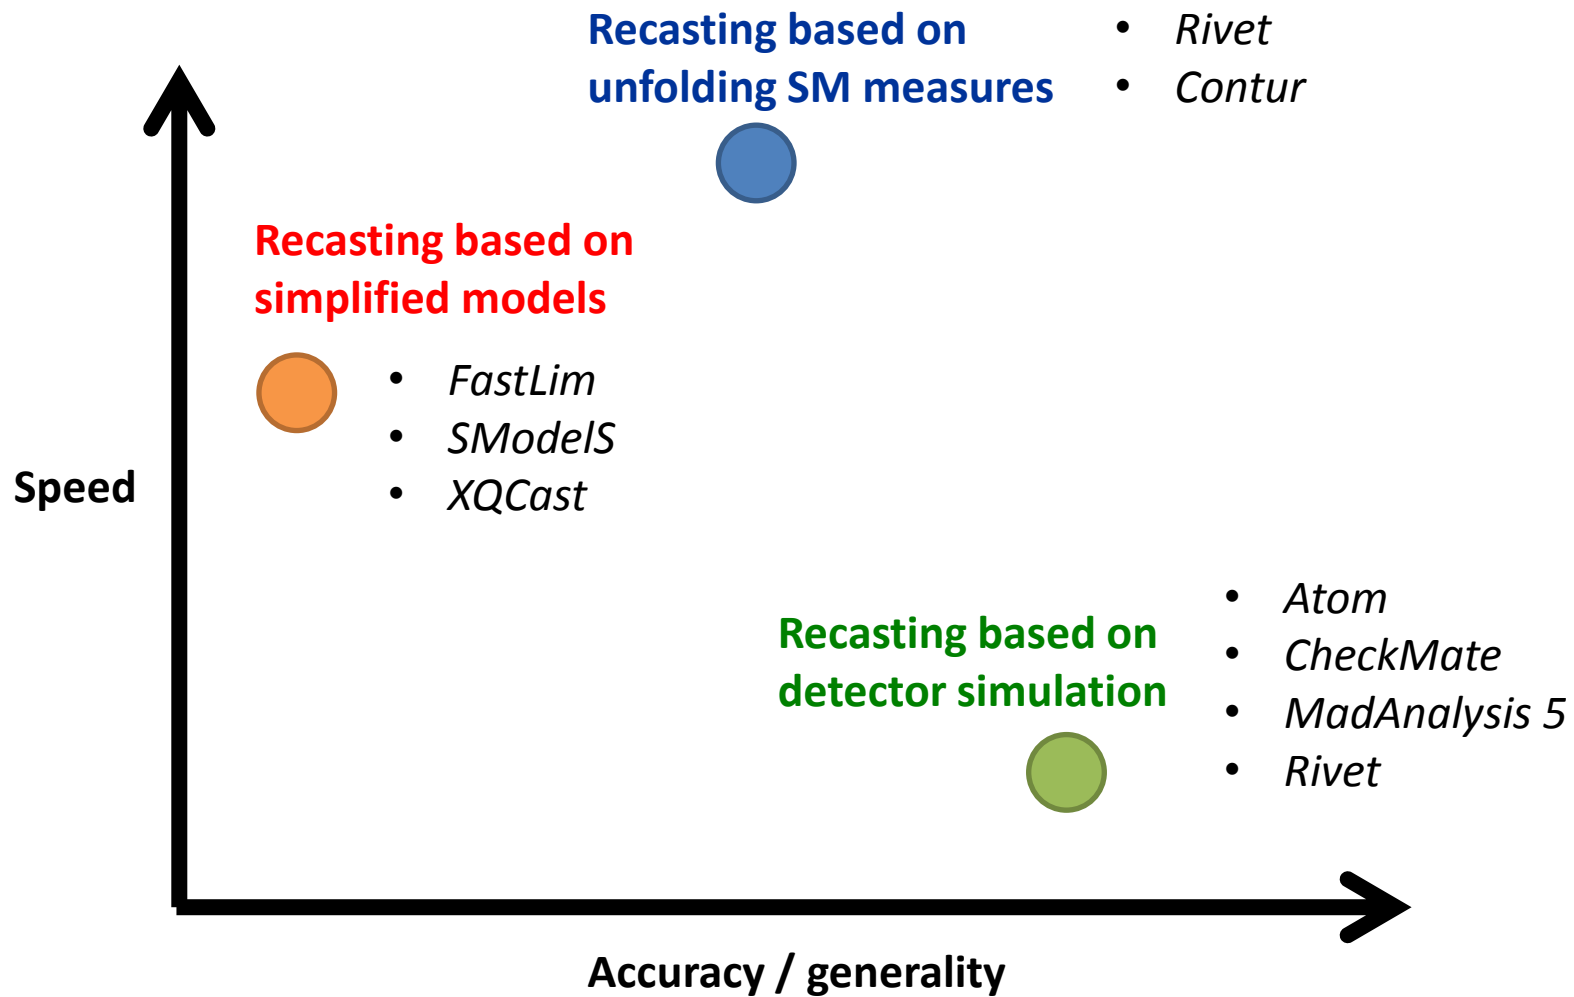 Recasting based on
unfolding SM measures
• Rivet
• Contur
Recasting based on
simplified models
• FastLim
• SModelS
• XQCast
Speed
Recasting based on
detector simulation
• Atom
• CheckMate
• MadAnalysis 5
• Rivet
Accuracy / generality